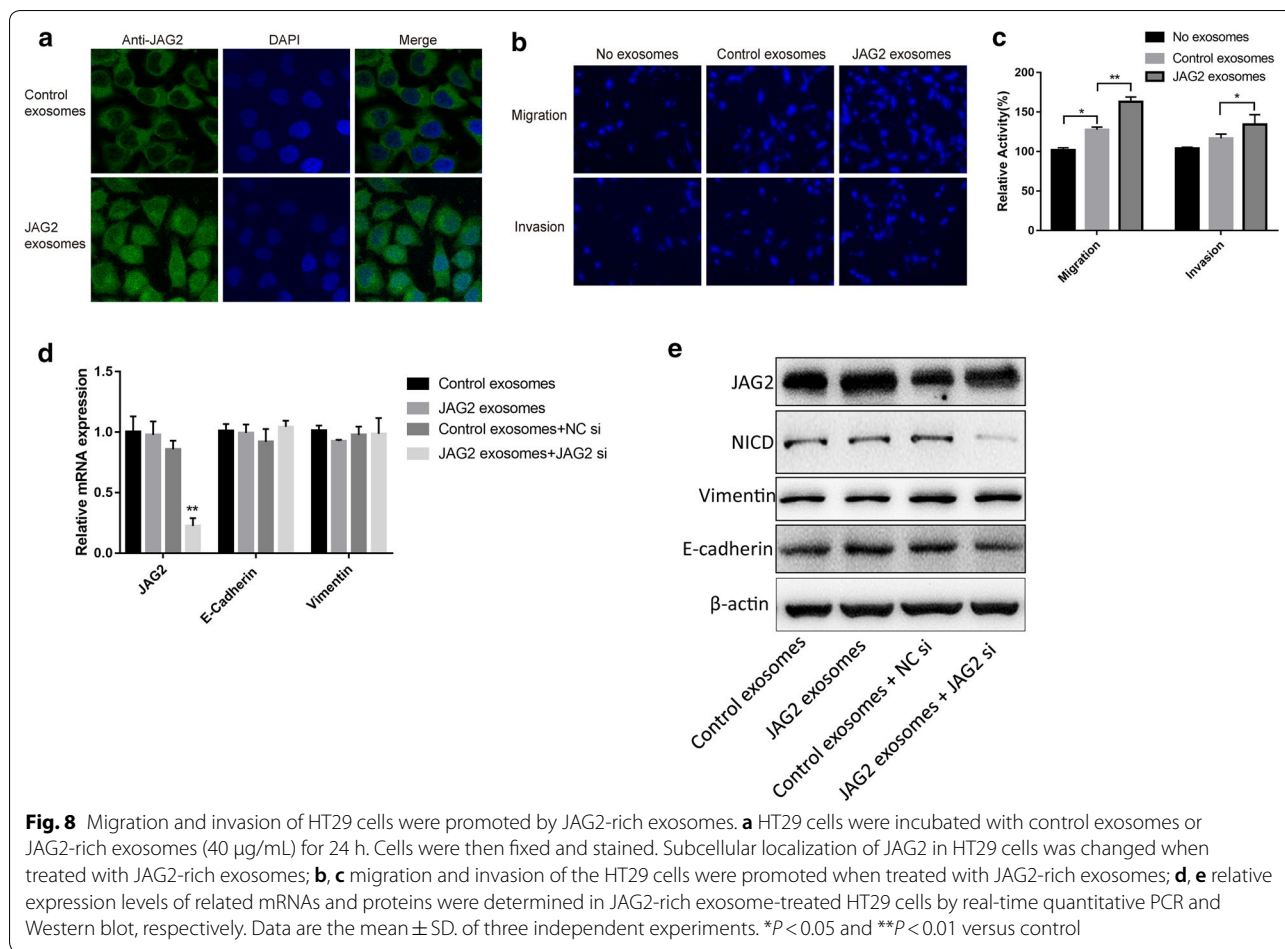 a
Anti-JAG2 DAPI Merge
Control
exosomes
JAG2
exosomes
b
No exosomes Control exosomes JAG2 exosomes
Migration
Invasion
c
No exosomes
Control exosomes
JAG2 exosomes
Relative Activity(%)
200
150
100
50
0
* ** *
Migration Invasion
d
Relative mRNA expression
1.5
1.0
0.5
0.0
**
JAG2 E-Cadherin Vimentin
Control exosomes
JAG2 exosomes
Control exosomes+NC si
JAG2 exosomes+JAG2 si
e
JAG2
NICD
Vimentin
E-cadherin
β-actin
Control exosomes
JAG2 exosomes
Control exosomes + NC si
JAG2 exosomes + JAG2 si
Fig. 8 Migration and invasion of HT29 cells were promoted by JAG2-rich exosomes. a HT29 cells were incubated with control exosomes or
JAG2-rich exosomes (40 μg/mL) for 24 h. Cells were then fixed and stained. Subcellular localization of JAG2 in HT29 cells was changed when
treated with JAG2-rich exosomes; b, c migration and invasion of the HT29 cells were promoted when treated with JAG2-rich exosomes; d, e relative
expression levels of related mRNAs and proteins were determined in JAG2-rich exosome-treated HT29 cells by real-time quantitative PCR and
Western blot, respectively. Data are the mean ± SD. of three independent experiments. *P < 0.05 and **P < 0.01 versus control